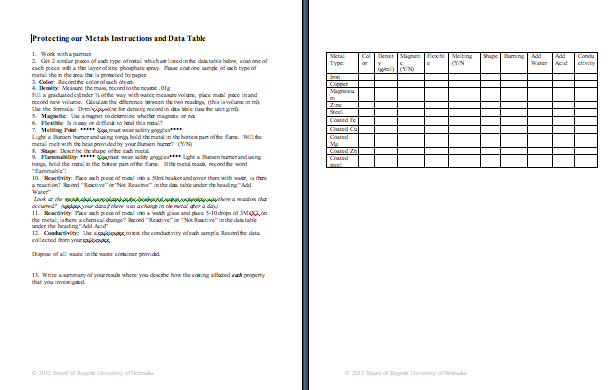 Protecting our Metals Instructions and Data Table
1. Work with a partner
2. Get 2 similar pieces of each type of metal which are listed in the data table below, coat one of
each piece with a thin layer of zinc phosphate spray. Please coat one sample of each type of
metal the in the area that is protected by paper
3. Color: Record the color of each object.
4. Density: Measure the mass, record to the nearest .01g
Fill a graduated cylinder ¾ of the way with water, measure volume, place metal piece in and
record new volume. Calculate the difference between the two readings, (this is volume in ml).
Use the formula: D=m/v, solve for density, record in data table (use the unit g/ml).
5. Magnetic: Use a magnet to determine whether magnetic or not.
6. Flexible: Is it easy or difficult to bend this metal?
7. Melting Point: ***** You must wear safety goggles****
Light a Bunsen burner and using tongs, hold the metal in the hottest part of the flame. Will the
metal melt with the heat provided by your Bunsen burner? (Y/N)
8. Shape: Describe the shape of the each metal.
9. Flammability: ***** You must wear safety goggles**** Light a Bunsen burner and using
tongs, hold the metal in the hottest part of the flame. If the metal reacts, record the word
"flammable".
10. Reactivity: Place each piece of metal into a 50ml beaker and cover them with water, is there
a reaction? Record "Reactive" or "Not Reactive" in the data table under the heading "Add
Water"
Look at the there a reaction that
occurred? your data if there was a change in the metal after a day)
11. Reactivity: Place each piece of metal into a watch glass and place 5-10 drops of 3M on
the metal; is there a chemical change? Record "Reactive" or "Not Reactive" in the data table
under the heading "Add Acid"
12. Conductivity: Use a to test the conductivity of each sample. Record the data
collected from your
Dispose of all waste in the waste container provided.
13. Write a summary of your results where you describe how the coating affected each property
that you investigated.
© 2012 Board of Regents University of Nebraska
Metal Type: Color Density (g/ml) Magnetic (Y/N) Flexible Melting (Y/N Shape Burning Add Water Add Acid Conductivity
Iron
Copper
Magnesium
Zinc
Steel
Coated Fe
Coated Cu
Coated Mg
Coated Zn
Coated steel
© 2012 Board of Regents University of Nebraska